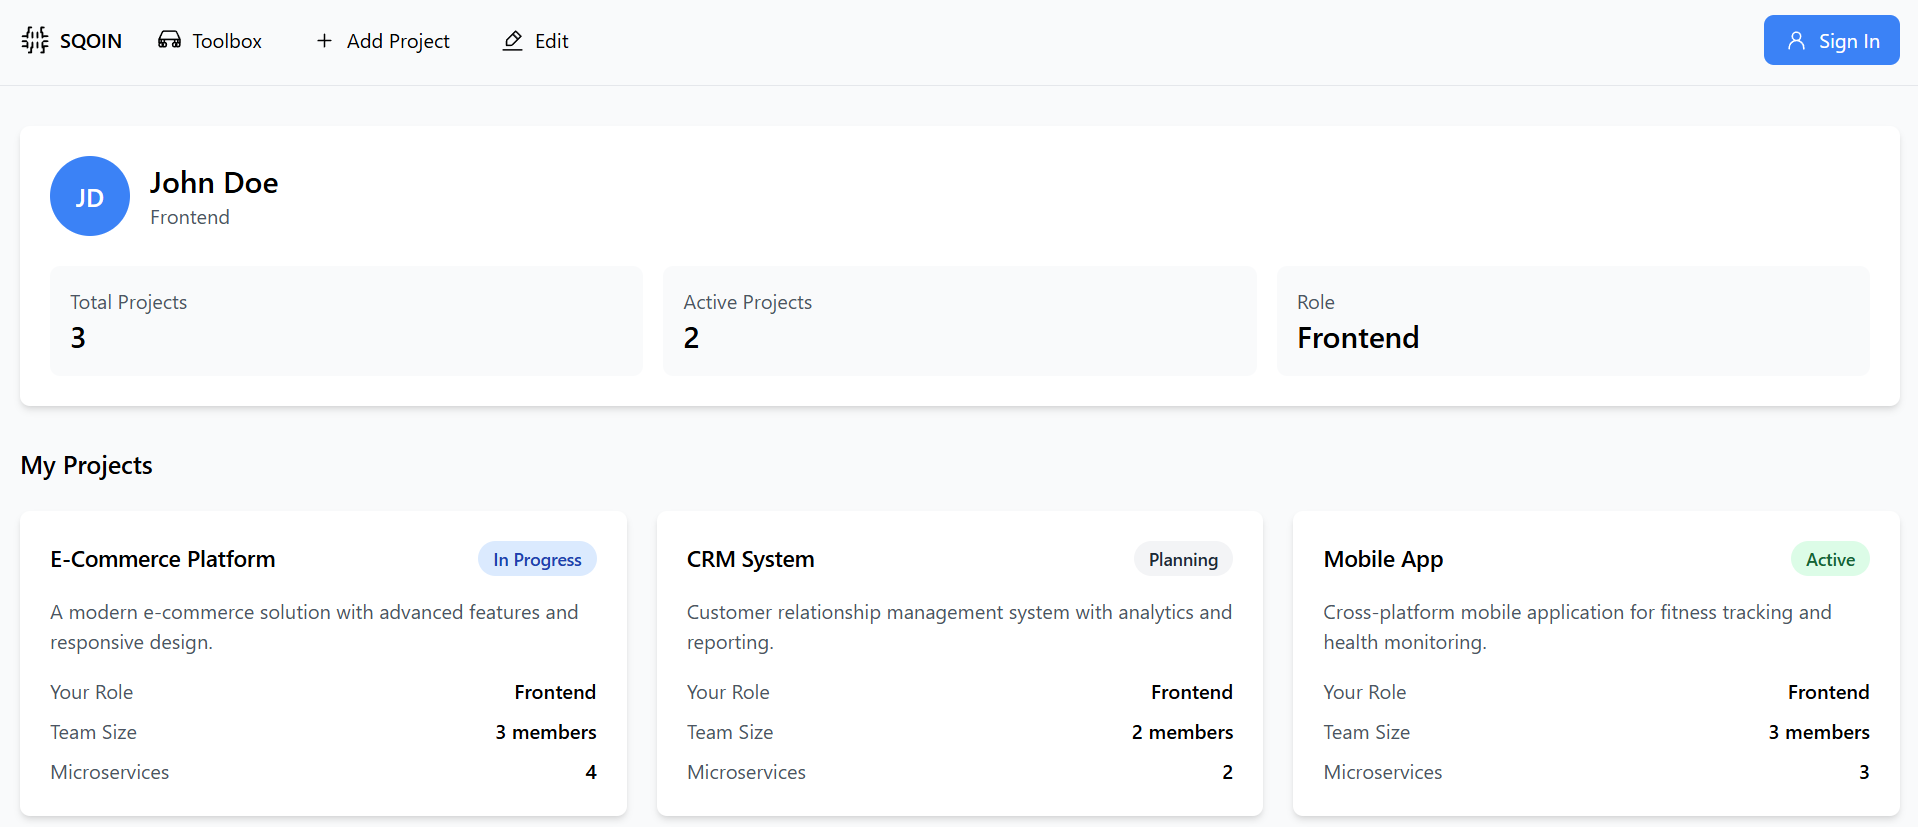 SQOIN Toolbox Add Project Edit Sign In
JD
John Doe
Frontend
Total Projects
3
Active Projects
2
Role
Frontend
My Projects
E-Commerce Platform In Progress
A modern e-commerce solution with advanced features and
responsive design.
Your Role Frontend
Team Size 3 members
Microservices 4
CRM System Planning
Customer relationship management system with analytics and
reporting.
Your Role Frontend
Team Size 2 members
Microservices 2
Mobile App Active
Cross-platform mobile application for fitness tracking and
health monitoring.
Your Role Frontend
Team Size 3 members
Microservices 3